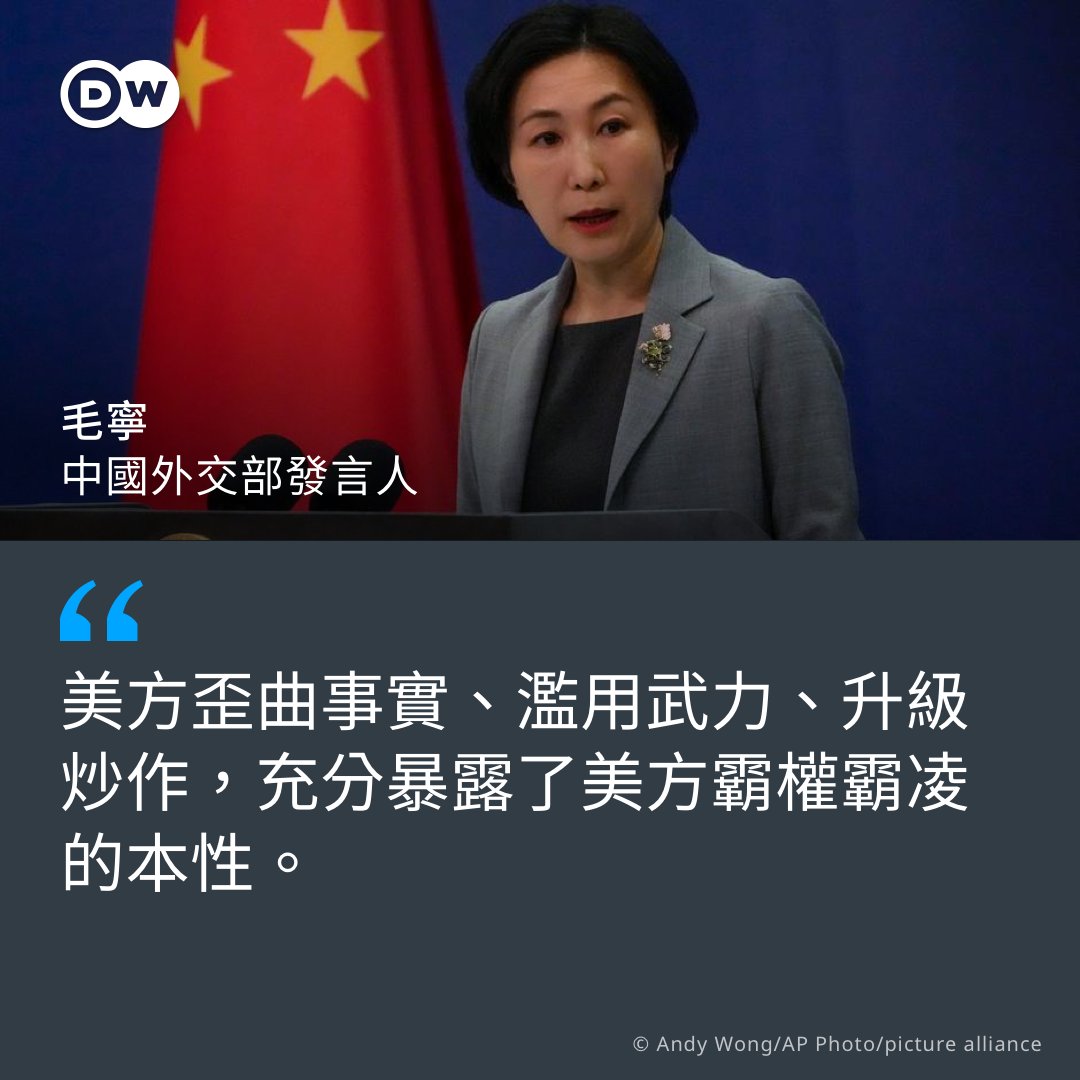 DW
毛寧
中國外交部發言人
“
美方歪曲事實、濫用武力、升級
炒作，充分暴露了美方霸權霸凌
的本性。
© Andy Wong/AP Photo/picture alliance